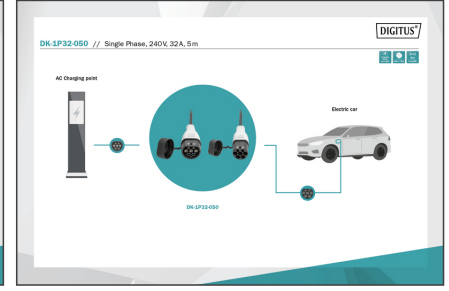 DIGITUS®
DK-1P32-050 // Single Phase, 240V, 32A, 5m
AC Charging point
Electric car
DK-1P32-050